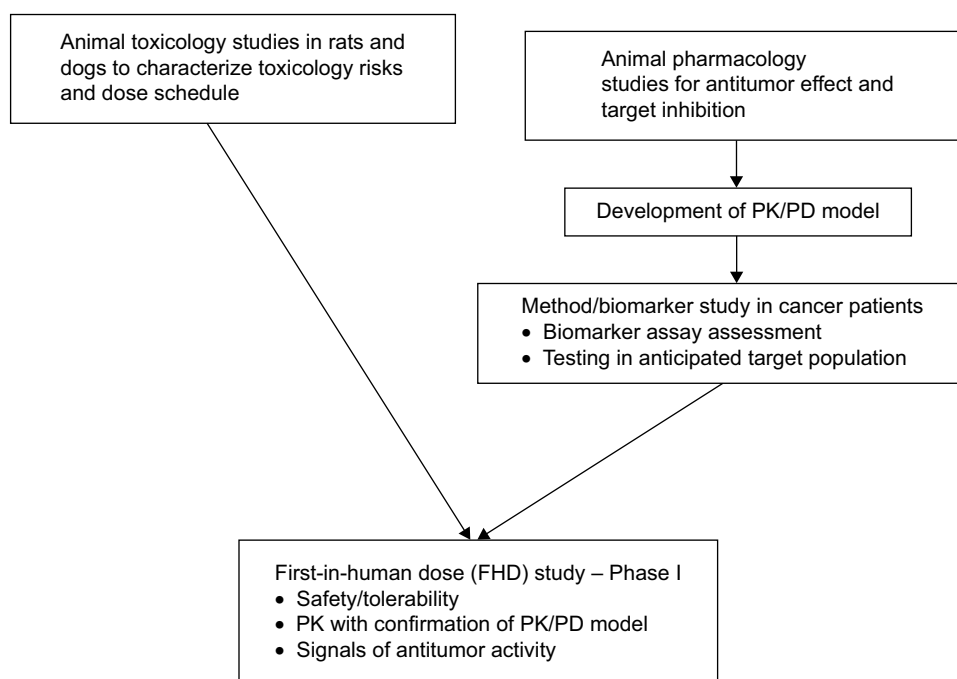 Animal toxicology studies in rats and
dogs to characterize toxicology risks
and dose schedule
Animal pharmacology
studies for antitumor effect and
target inhibition
Development of PK/PD model
Method/biomarker study in cancer patients
• Biomarker assay assessment
• Testing in anticipated target population
First-in-human dose (FHD) study – Phase I
• Safety/tolerability
• PK with confirmation of PK/PD model
• Signals of antitumor activity